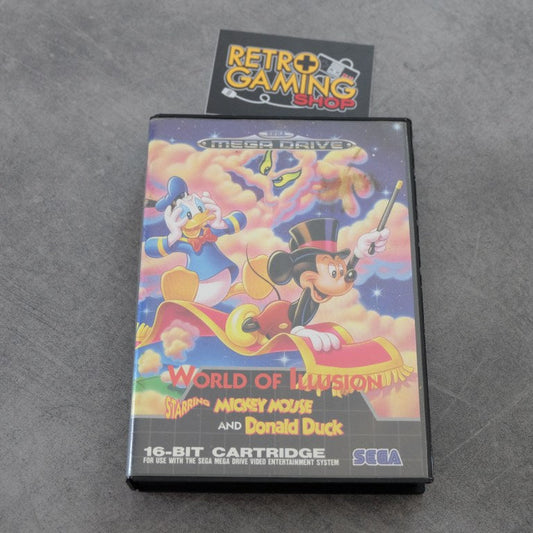 RETRO
GAMING
SHOP
SEGA
MEGA DRIVE
WORLD OF ILLUSION
STARRING MICKEY MOUSE
AND Donald Duck
16-BIT CARTRIDGE
FOR USE WITH THE SEGA MEGA DRIVE VIDEO ENTERTAINMENT SYSTEM
SEGA